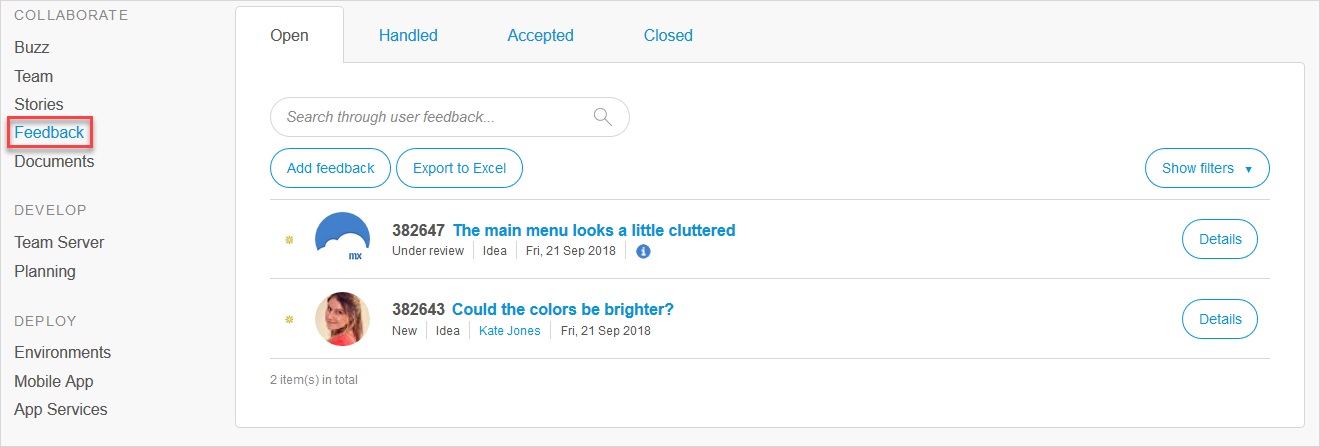 COLLABORATE
Buzz
Team
Stories
Feedback
Documents
DEVELOP
Team Server
Planning
DEPLOY
Environments
Mobile App
App Services
Open Handled Accepted Closed
Search through user feedback...
Add feedback Export to Excel Show filters ▼
mx
382647 The main menu looks a little cluttered
Under review Idea Fri, 21 Sep 2018 i
Details
382643 Could the colors be brighter?
New Idea Kate Jones Fri, 21 Sep 2018
Details
2 item(s) in total